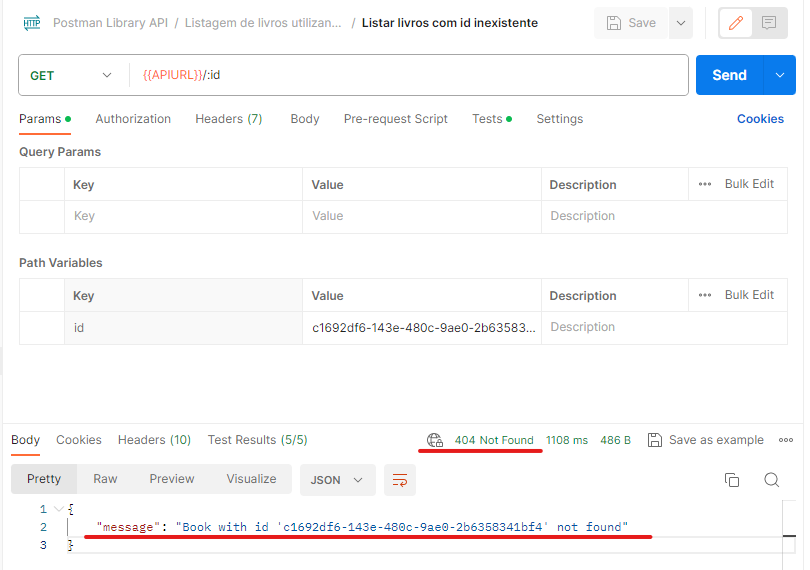 HTTP Postman Library API / Listagem de livros utilizan... / Listar livros com id inexistente Save
GET {{APIURL}}/:id Send
Params Authorization Headers (7) Body Pre-request Script Tests Settings Cookies
Query Params
Key Value Description ••• Bulk Edit
Key Value Description
Path Variables
Key Value Description ••• Bulk Edit
id c1692df6-143e-480c-9ae0-2b63583... Description
Body Cookies Headers (10) Test Results (5/5) 404 Not Found 1108 ms 486 B Save as example •••
Pretty Raw Preview Visualize JSON
1 {
2 "message": "Book with id 'c1692df6-143e-480c-9ae0-2b6358341bf4' not found"
3 }